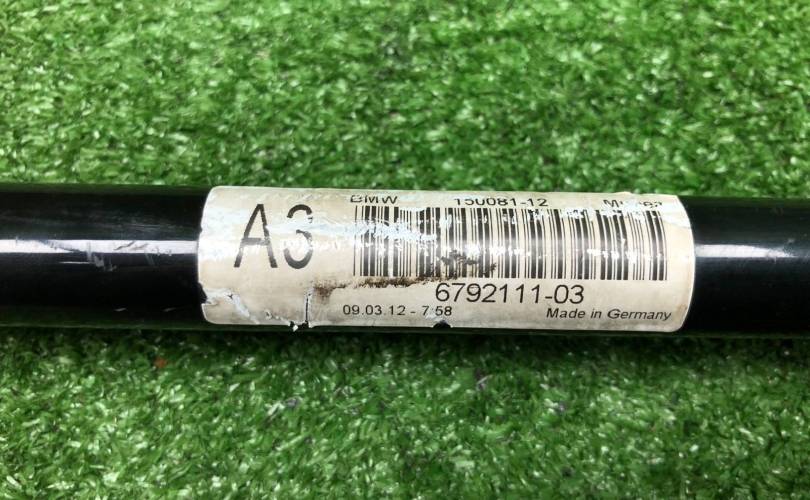 BMW 150081-12
A3
6792111-03
09.03.12 - 7:58 Made in Germany